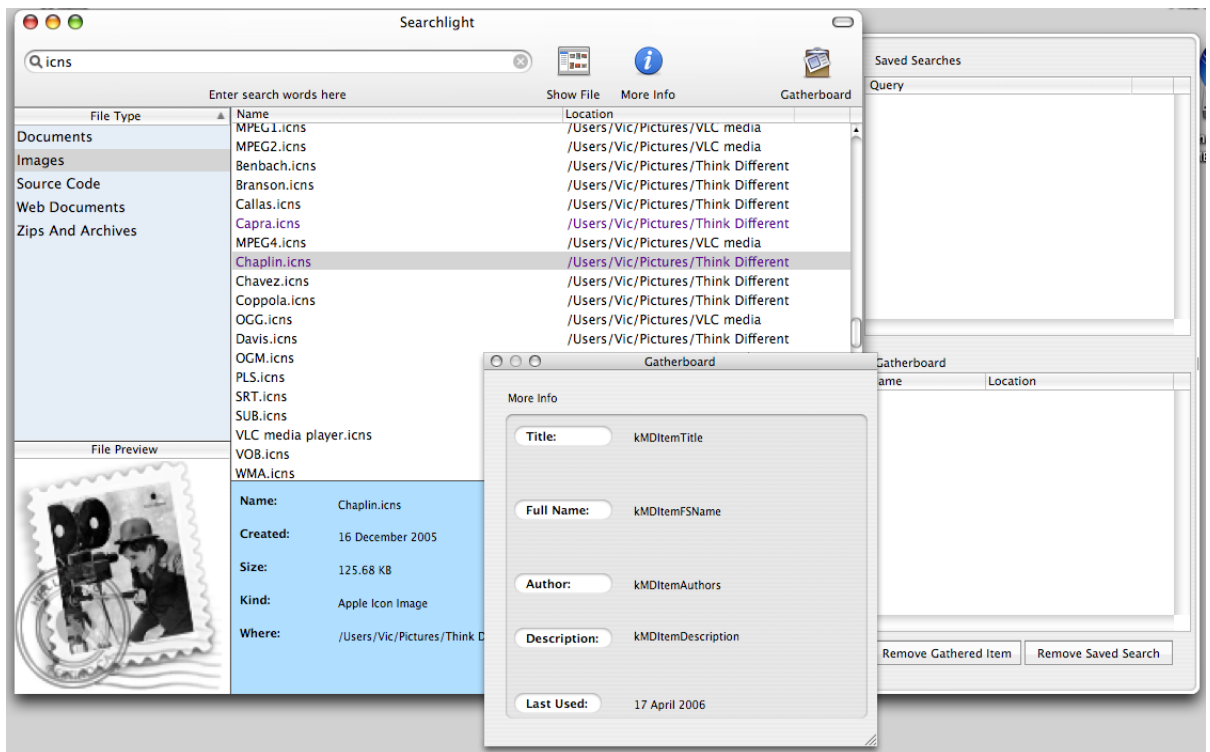 Searchlight
icns
Enter search words here
Show File
More Info
Gatherboard
File Type
Documents
Images
Source Code
Web Documents
Zips And Archives
Name Location
MPEG1.icns /Users/Vic/Pictures/VLC media
MPEG2.icns /Users/Vic/Pictures/VLC media
Benbach.icns /Users/Vic/Pictures/Think Different
Branson.icns /Users/Vic/Pictures/Think Different
Callas.icns /Users/Vic/Pictures/Think Different
Capra.icns /Users/Vic/Pictures/Think Different
MPEG4.icns /Users/Vic/Pictures/VLC media
Chaplin.icns /Users/Vic/Pictures/Think Different
Chavez.icns /Users/Vic/Pictures/Think Different
Coppola.icns /Users/Vic/Pictures/Think Different
OGG.icns /Users/Vic/Pictures/VLC media
Davis.icns /Users/Vic/Pictures/Think Different
OGM.icns
PLS.icns
SRT.icns
SUB.icns
VLC media player.icns
VOB.icns
WMA.icns
File Preview
Name: Chaplin.icns
Created: 16 December 2005
Size: 125.68 KB
Kind: Apple Icon Image
Where: /Users/Vic/Pictures/Think D
Gatherboard
More Info
Title: kMDItemTitle
Full Name: kMDItemFSName
Author: kMDItemAuthors
Description: kMDItemDescription
Last Used: 17 April 2006
Saved Searches
Query
Gatherboard
ame Location
Remove Gathered Item
Remove Saved Search